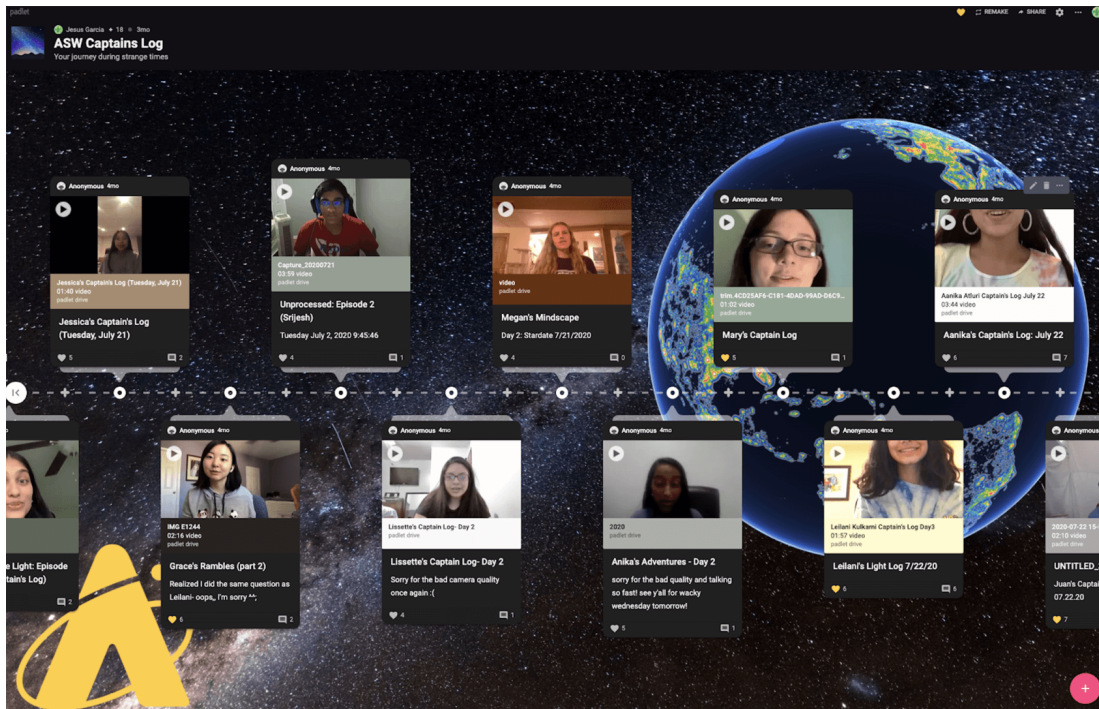 padlet
REMAKE
SHARE
Jesus Garcia + 18 3mo
ASW Captains Log
Your journey during strange times
Anonymous 4mo
Jessica's Captain's Log (Tuesday, July 21)
01:40 video
padlet drive
Jessica's Captain's Log
(Tuesday, July 21)
5
2
Anonymous 4mo
Capture_20200721
03:59 video
padlet drive
Unprocessed: Episode 2
(Srijesh)
Tuesday July 2, 2020 9:45:46
4
1
Anonymous 4mo
video
padlet drive
Megan's Mindscape
Day 2: Stardate 7/21/2020
4
0
Anonymous 4mo
trim.4CD25AF6-C181-4DAD-99AD-D6C9...
01:02 video
padlet drive
Mary's Captain Log
5
1
Anonymous 4mo
Aanika Atluri Captain's Log July 22
03:44 video
padlet drive
Aanika's Captain's Log: July 22
6
7
e Light: Episode
tain's Log)
2
Anonymous 4mo
IMG E1244
02:16 video
padlet drive
Grace's Rambles (part 2)
Realized I did the same question as
Leilani- oops,, I'm sorry ^^;
6
2
Anonymous 4mo
Lissette's Captain Log- Day 2
padlet drive
Lissette's Captain Log- Day 2
Sorry for the bad camera quality
once again :(
4
1
Anonymous 4mo
2020
padlet drive
Anika's Adventures - Day 2
sorry for the bad quality and talking
so fast! see y'all for wacky
wednesday tomorrow!
5
1
Anonymous 4mo
Leilani Kulkarni Captain's Log Day3
01:57 video
padlet drive
Leilani's Light Log 7/22/20
6
6
Anonymous
2020-07-22 15-
02:10 video
padlet drive
UNTITLED_
Juan's Captai
07.22.20
7